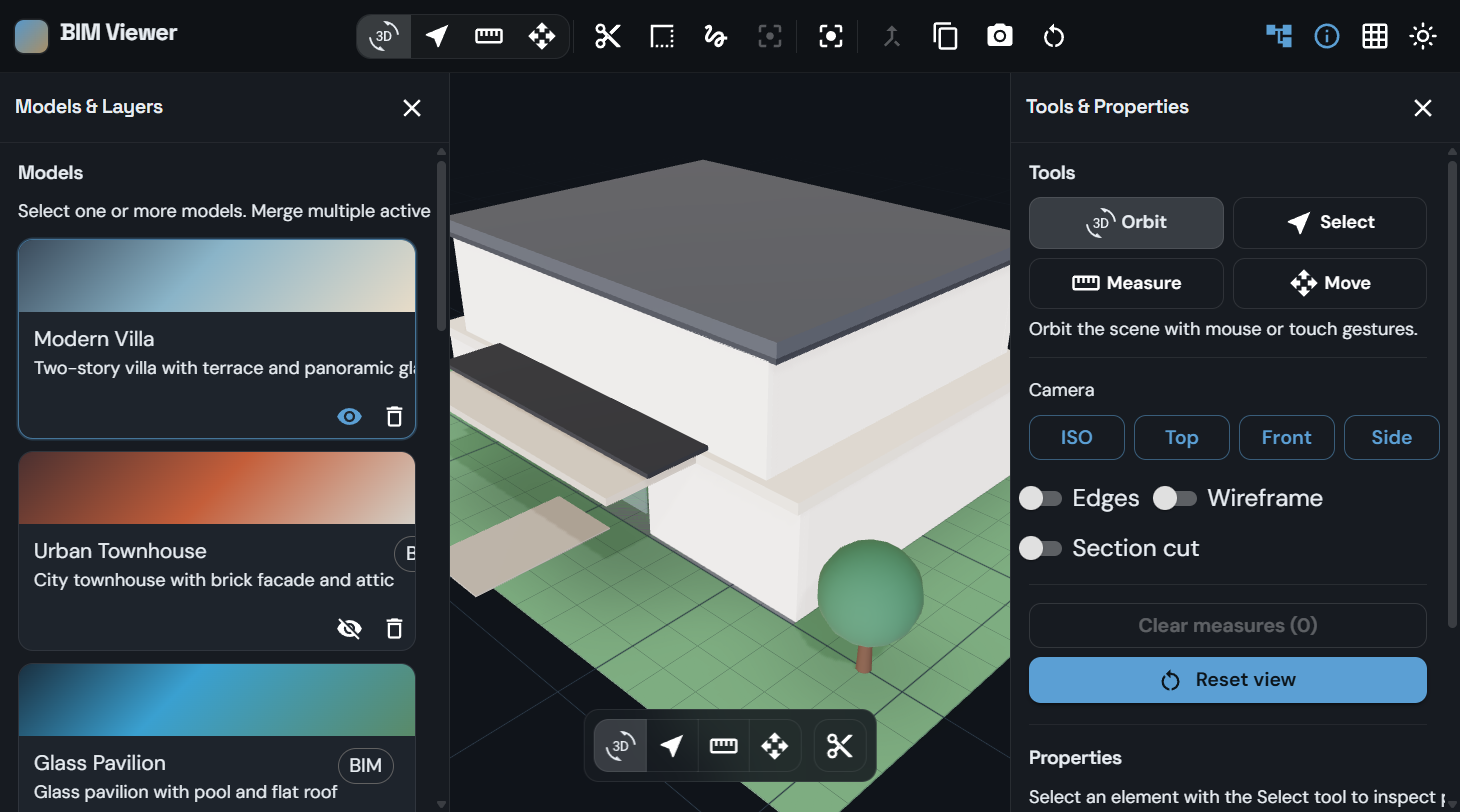 BIM Viewer
3D
Models & Layers
Models
Select one or more models. Merge multiple active
Modern Villa
Two-story villa with terrace and panoramic
Urban Townhouse
City townhouse with brick facade and attic
Glass Pavilion
BIM
Glass pavilion with pool and flat roof
3D
Tools & Properties
Tools
3D Orbit
Select
Measure
Move
Orbit the scene with mouse or touch gestures.
Camera
ISO
Top
Front
Side
Edges
Wireframe
Section cut
Clear measures (0)
Reset view
Properties
Select an element with the Select tool to inspect